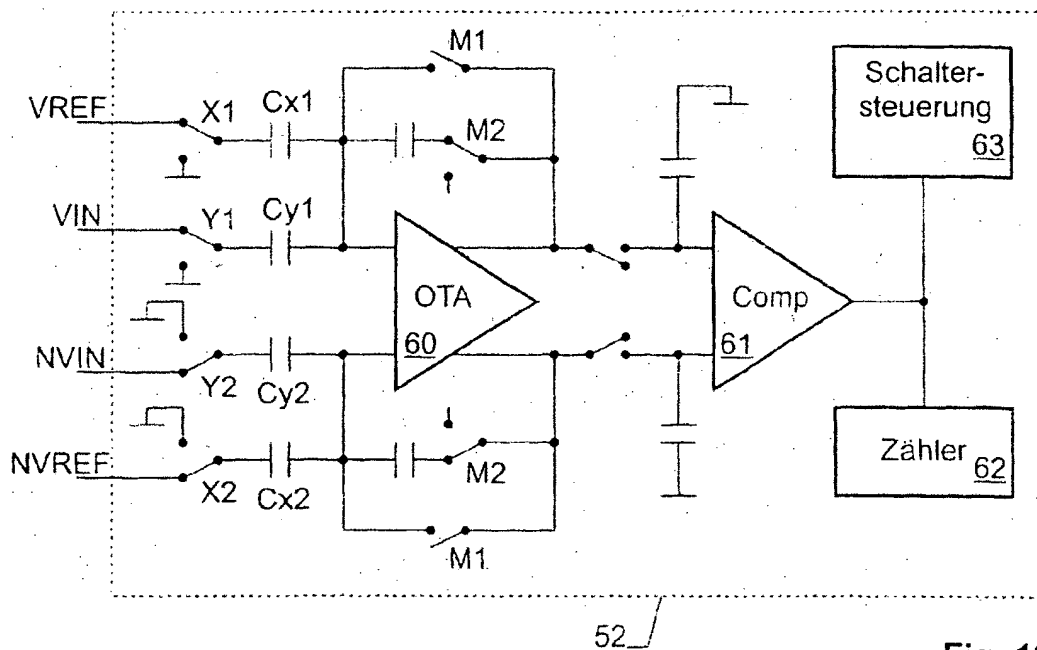 M1
Schalter-
steuerung
63
VREF
X1
Cx1
M2
VIN
Y1
Cy1
OTA
60
Comp
61
NVIN
Y2
Cy2
NVREF
X2
Cx2
M2
M1
Zähler
62
52